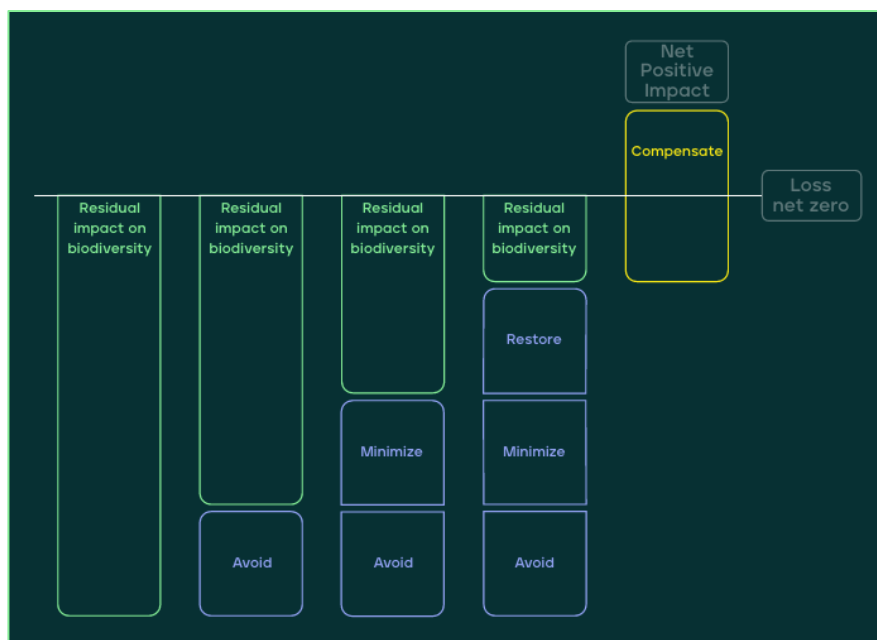 Net
Positive
Impact
Compensate
Loss
net zero
Residual
impact on
biodiversity
Residual
impact on
biodiversity
Residual
impact on
biodiversity
Residual
impact on
biodiversity
Restore
Minimize
Minimize
Avoid
Avoid
Avoid